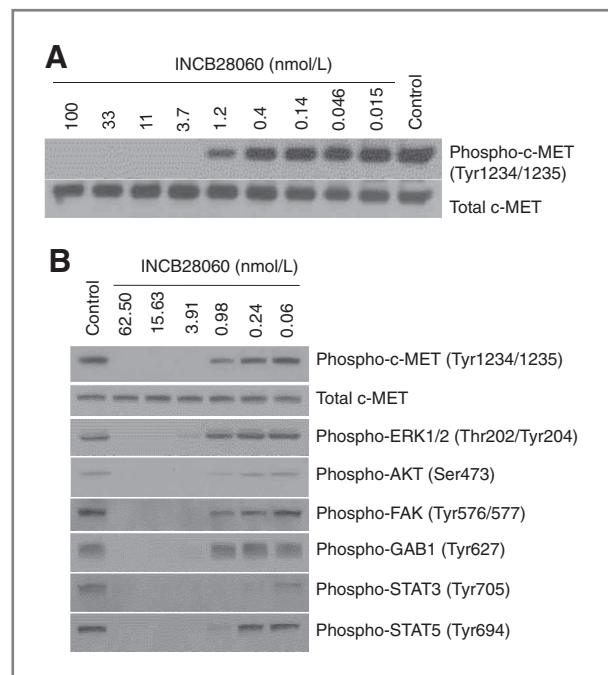 A
INCB28060 (nmol/L)
100 33 11 3.7 1.2 0.4 0.14 0.046 0.015 Control
Phospho-c-MET
(Tyr1234/1235)
Total c-MET
B
INCB28060 (nmol/L)
Control 62.50 15.63 3.91 0.98 0.24 0.06
Phospho-c-MET (Tyr1234/1235)
Total c-MET
Phospho-ERK1/2 (Thr202/Tyr204)
Phospho-AKT (Ser473)
Phospho-FAK (Tyr576/577)
Phospho-GAB1 (Tyr627)
Phospho-STAT3 (Tyr705)
Phospho-STAT5 (Tyr694)